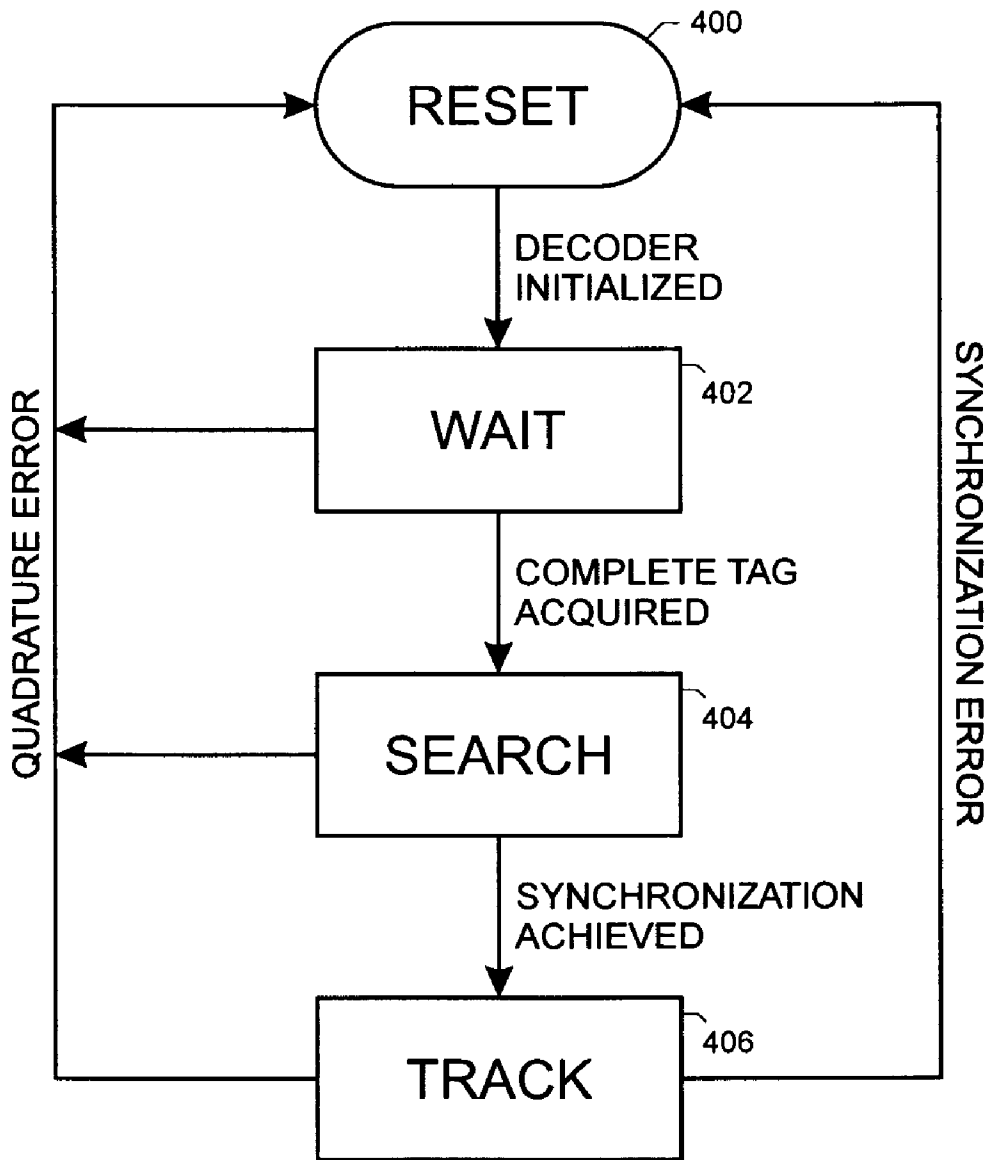 400
RESET
DECODER
INITIALIZED
402
WAIT
QUADRATURE ERROR
SYNCHRONIZATION ERROR
COMPLETE TAG
ACQUIRED
404
SEARCH
SYNCHRONIZATION
ACHIEVED
406
TRACK